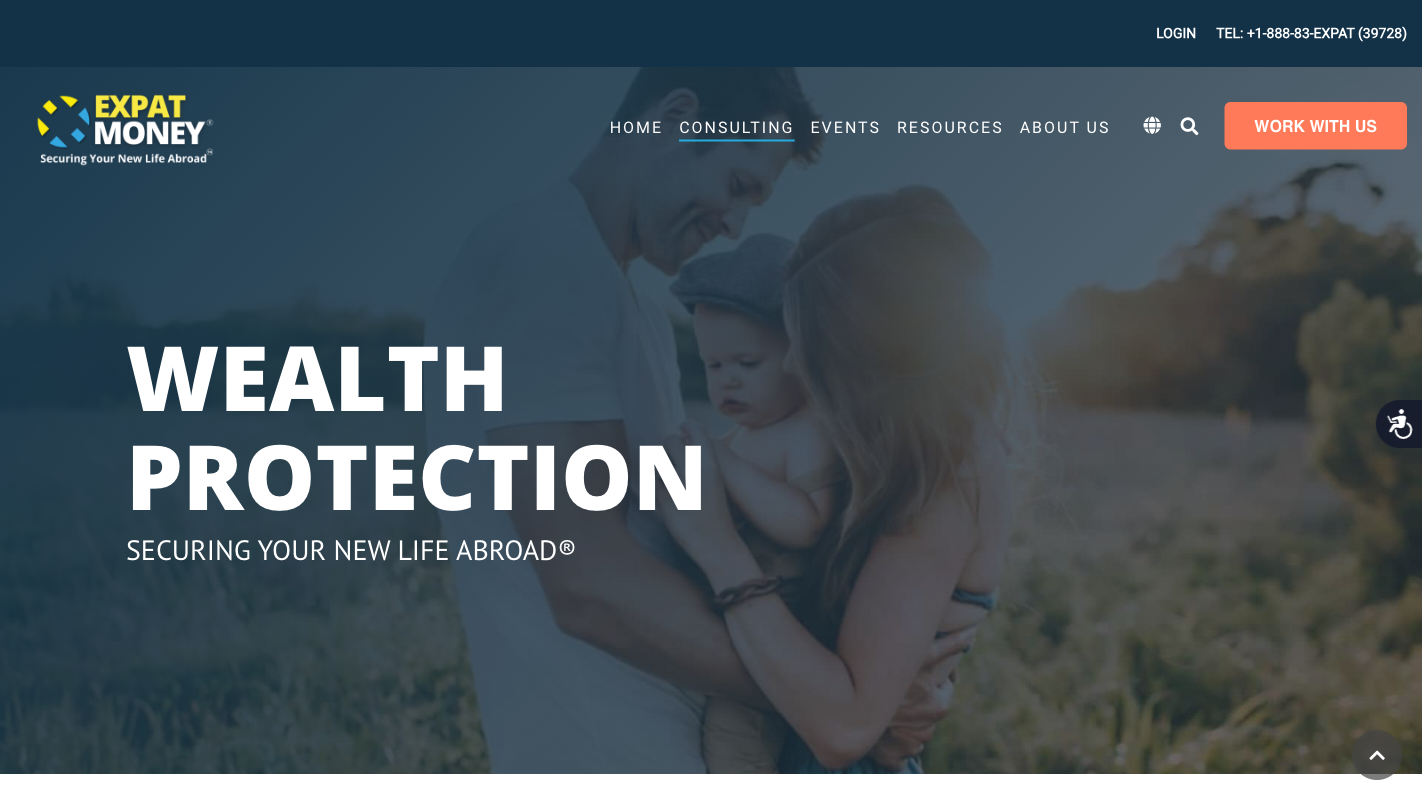 LOGIN TEL: +1-888-83-EXPAT (39728)
EXPAT
MONEY®
Securing Your New Life Abroad
HOME CONSULTING EVENTS RESOURCES ABOUT US WORK WITH US
WEALTH
PROTECTION
SECURING YOUR NEW LIFE ABROAD®